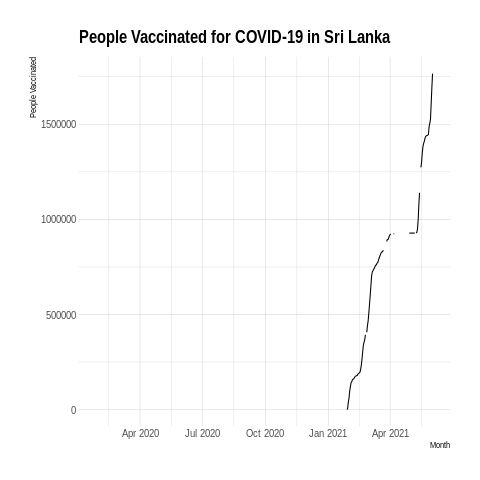 People Vaccinated for COVID-19 in Sri Lanka
People Vaccinated
1500000
1000000
500000
0
Apr 2020 Jul 2020 Oct 2020 Jan 2021 Apr 2021
Month